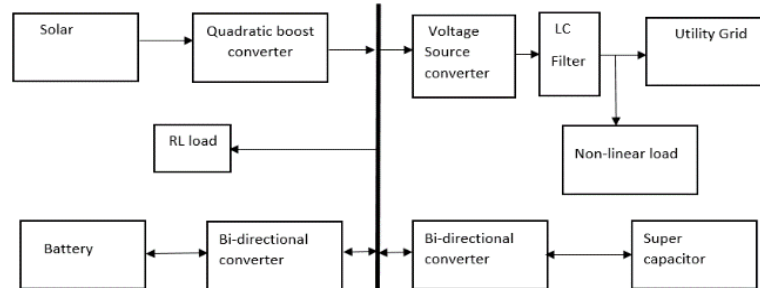 Solar
Quadratic boost
converter
Voltage
Source
converter
LC
Filter
Utility Grid
RL load
Non-linear load
Battery
Bi-directional
converter
Bi-directional
converter
Super
capacitor